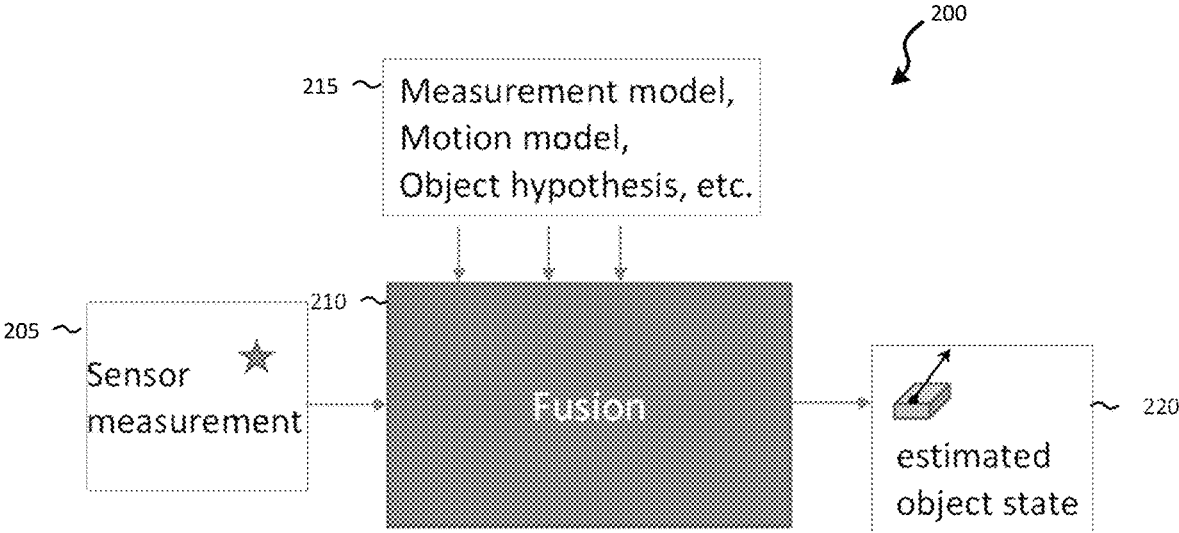 200
215
Measurement model,
Motion model,
Object hypothesis, etc.
210
205
Sensor
measurement
Fusion
220
estimated
object state